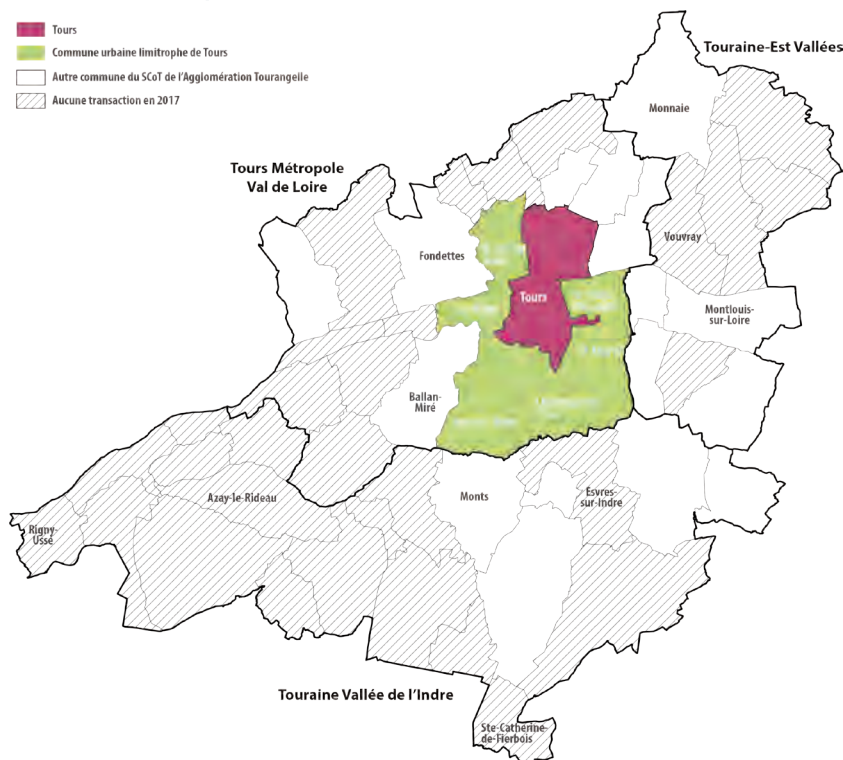 Tours
Commune urbaine limitrophe de Tours
Autre commune du SCoT de l'Agglomération Tourangelle
Aucune transaction en 2017
Touraine-Est Vallées
Monnaie
Tours Métropole
Val de Loire
Vouvray
Fondettes
Tours
Montlouis-
sur-Loire
Ballan-
Miré
Azay-le-Rideau
Monts
Esvres-
sur-Indre
Rigny-
Ussé
Touraine Vallée de l'Indre
Ste-Catherine-
de-Fierbois